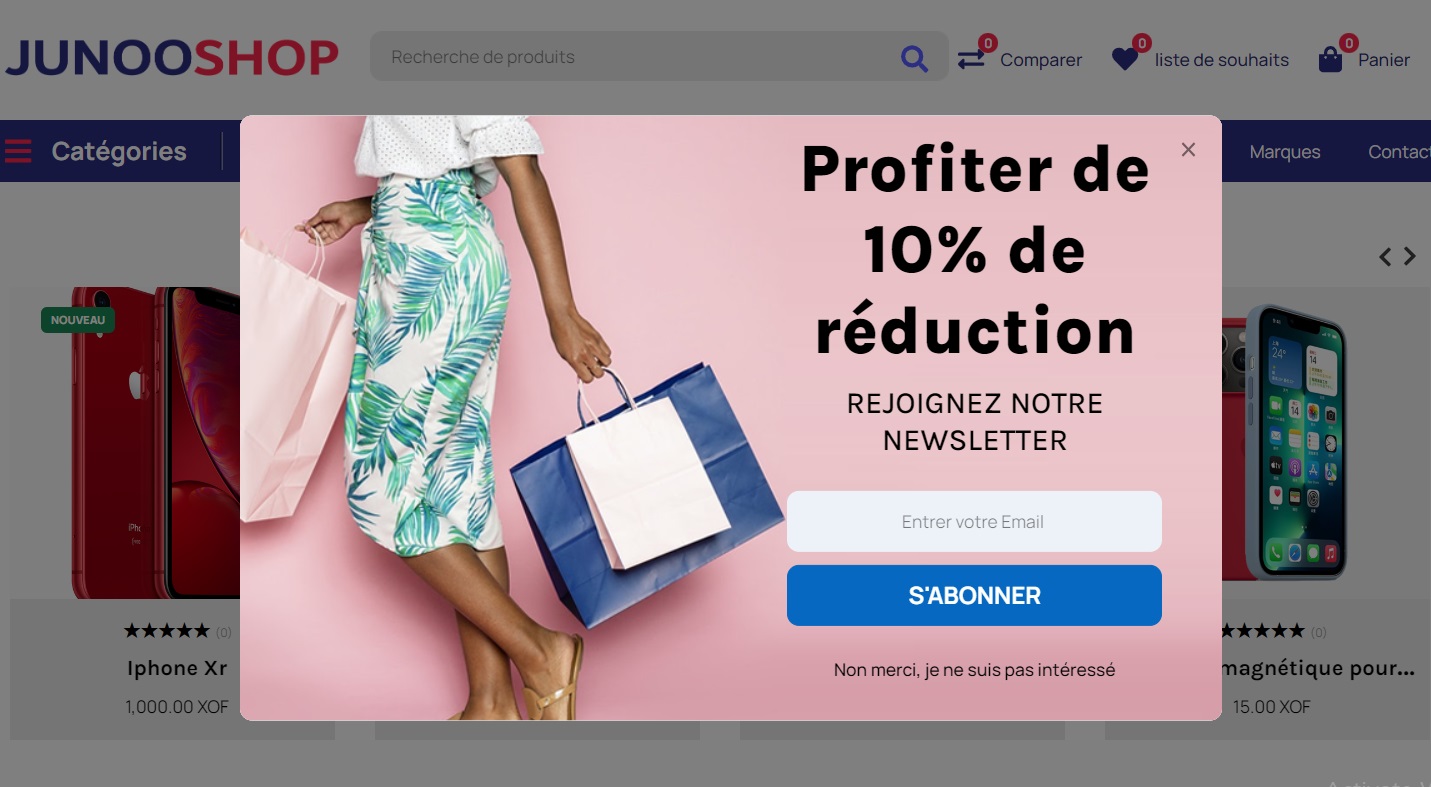 JUNOOSHOP
Recherche de produits
0
Comparer
0
liste de souhaits
0
Panier
Catégories
Marques
Contact
Profiter de
10% de
réduction
REJOIGNEZ NOTRE
NEWSLETTER
Entrer votre Email
S'ABONNER
Non merci, je ne suis pas intéressé
NOUVEAU
★★★★★ (0)
Iphone Xr
1,000.00 XOF
★★★★★ (0)
magnétique pour...
15.00 XOF